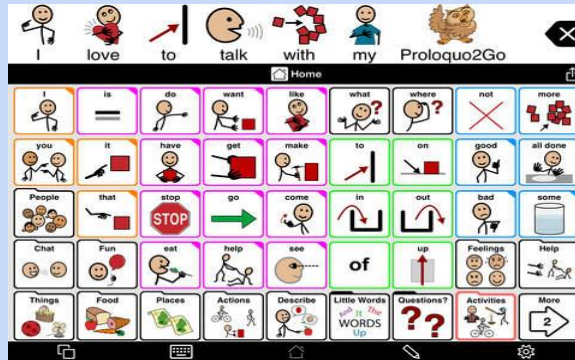 I love to talk with my Proloquo2Go
Home
I is do want like what where not more
you it have get make to on good all done
People that stop go come in out bad some
STOP
Chat Fun eat help see of up Feelings Help
Things Food Places Actions Describe Little Words Questions? Activities More
And It The
WORDS
Up
2